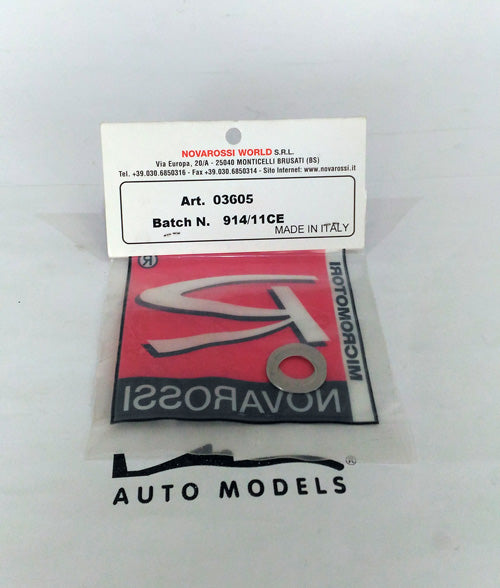 NOVAROSSI WORLD S.R.L.
Via Europa, 20/A - 25040 MONTICELLI BRUSATI (BS)
Tel. +39.030.6850316 - Fax +39.030.6850314 - Sito Internet: www.novarossi.it
Art. 03605
Batch N. 914/11CE
MADE IN ITALY
®
MICROMOTORI
NOVAROSSI
®
AUTO MODELS